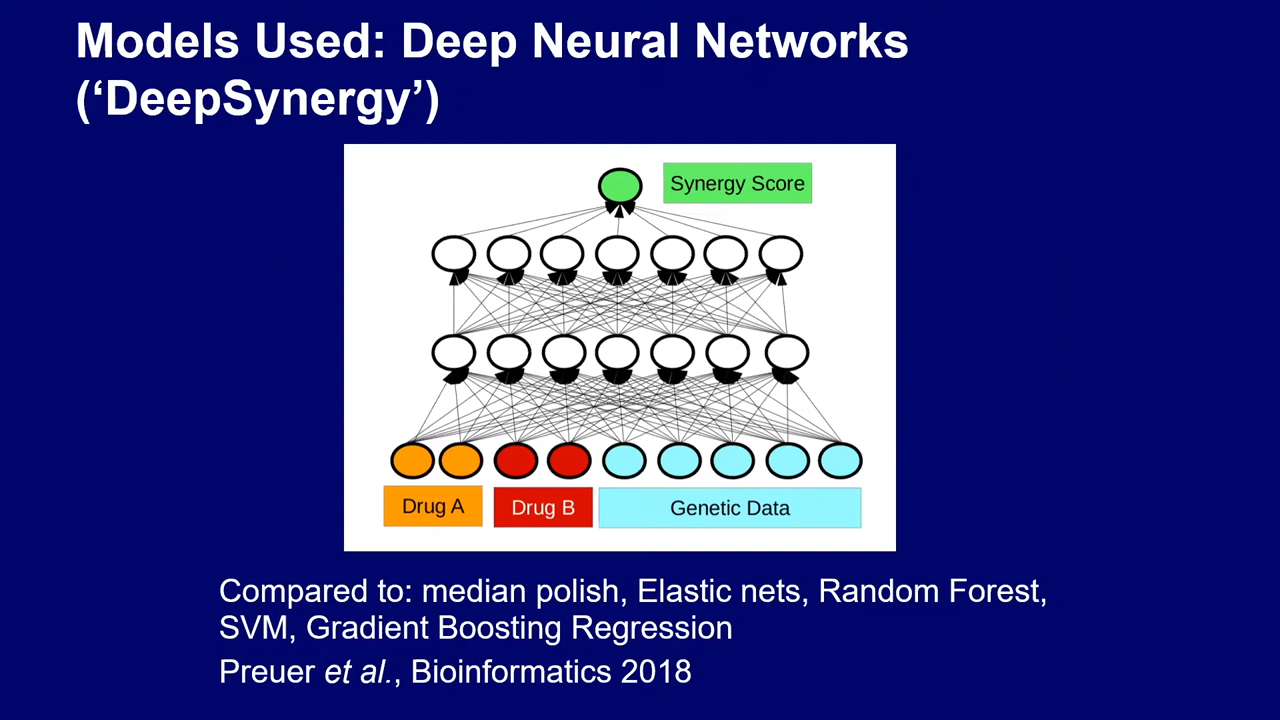 Models Used: Deep Neural Networks
(‘DeepSynergy’)
Synergy Score
Drug A
Drug B
Genetic Data
Compared to: median polish, Elastic nets, Random Forest,
SVM, Gradient Boosting Regression
Preuer et al., Bioinformatics 2018